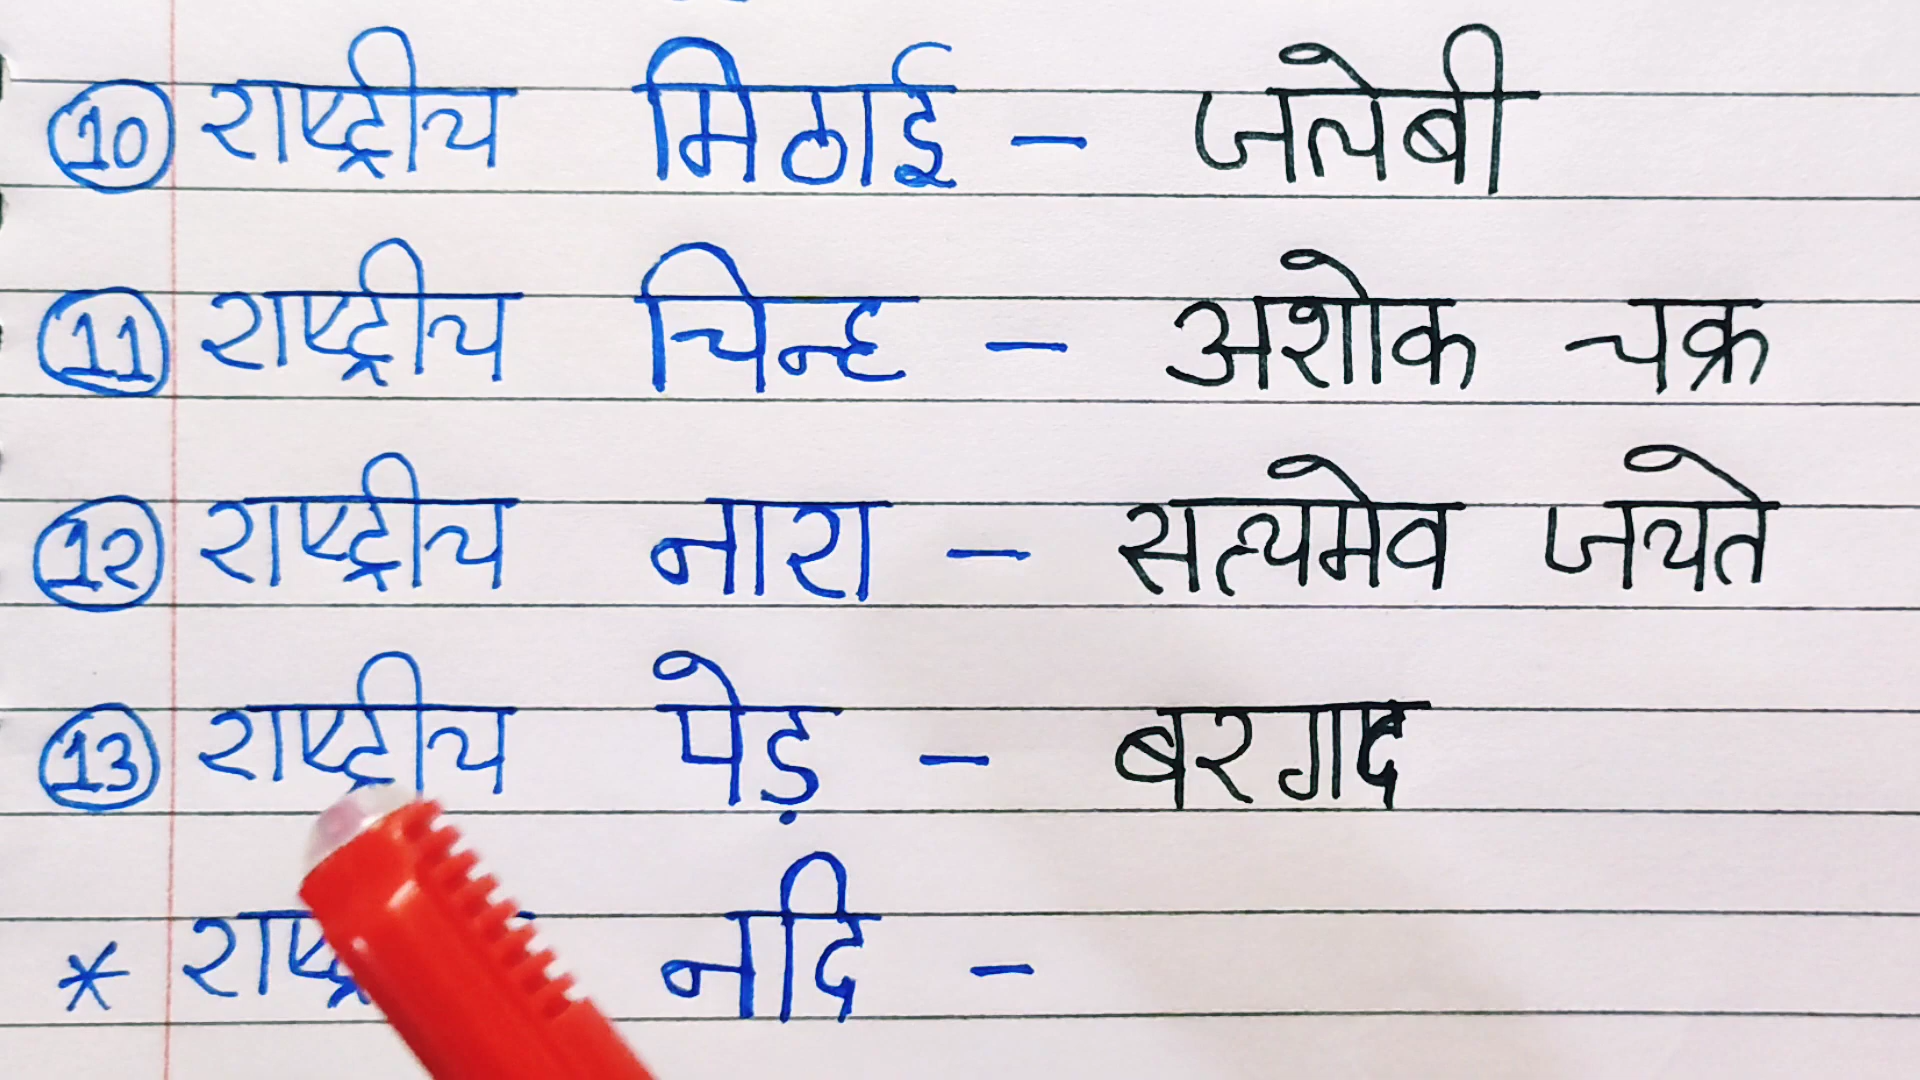 10 राष्ट्रीय मिठाई - जलेबी
11 राष्ट्रीय चिन्ह - अशोक चक्र
12 राष्ट्रीय नारा - सत्यमेव जयते
13 राष्ट्रीय पेड़ - बरगद
* नदि -